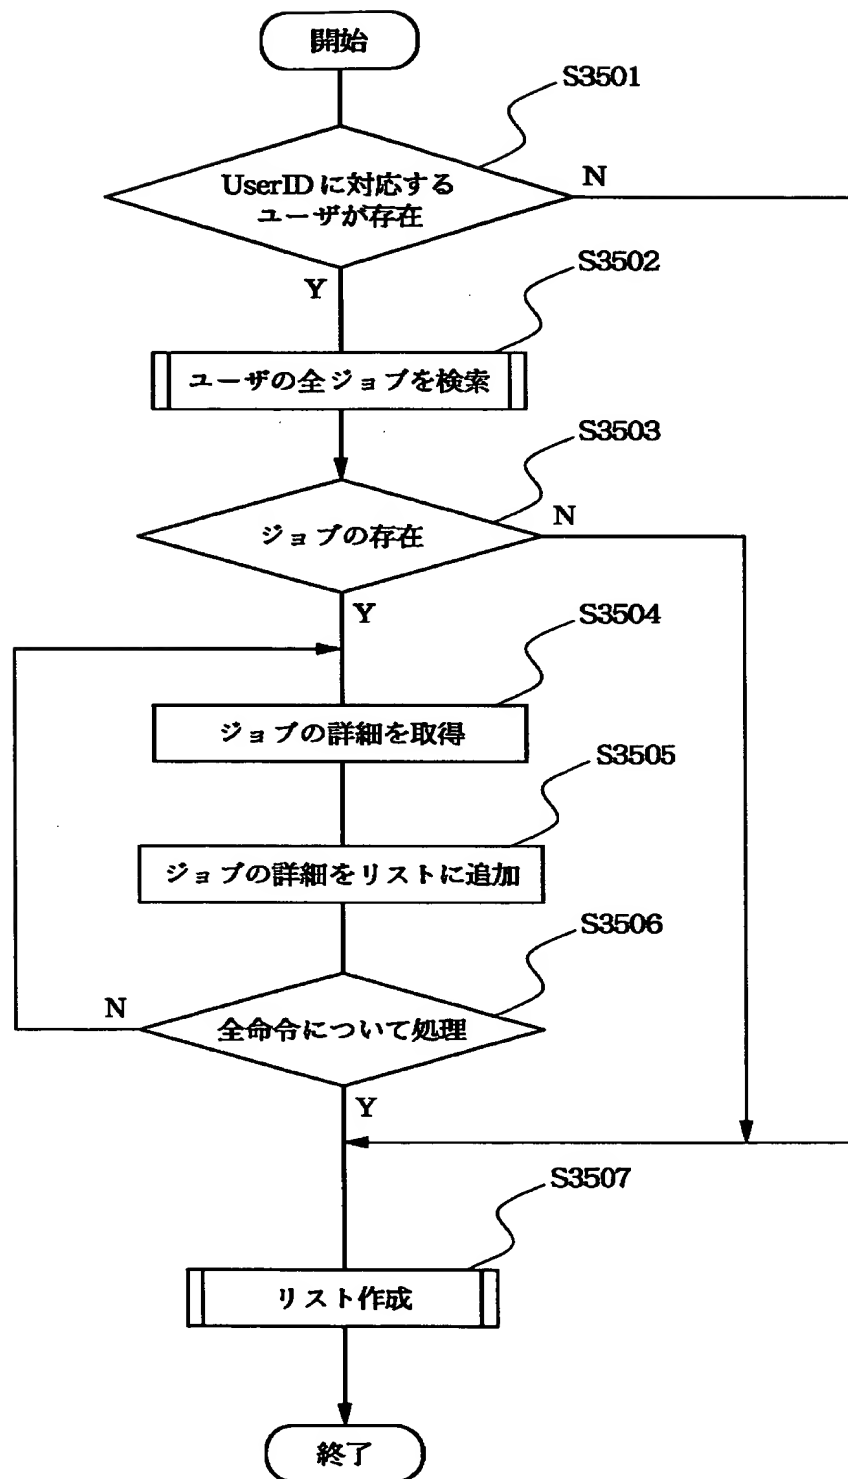 開始
S3501
UserIDに対応する
ユーザが存在
N
Y
S3502
ユーザの全ジョブを検索
S3503
ジョブの存在
N
Y
S3504
ジョブの詳細を取得
S3505
ジョブの詳細をリストに追加
S3506
N
全命令について処理
Y
S3507
リスト作成
終了